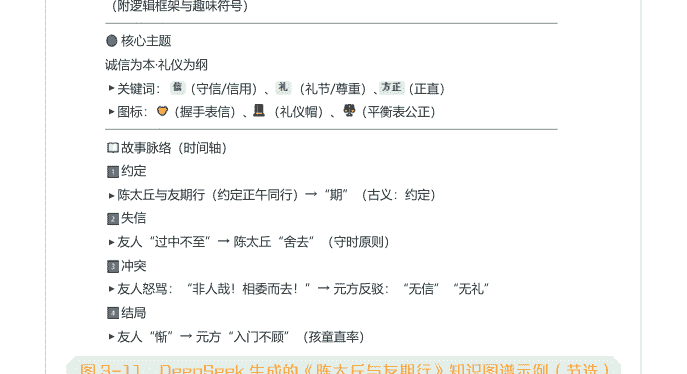 （附逻辑框架与趣味符号）
核心主题
诚信为本·礼仪为纲
▸关键词：信（守信/信用）、礼（礼节/尊重）、方正（正直）
▸图标：（握手表信）、（礼仪帽）、（平衡表公正）
故事脉络（时间轴）
1 约定
▸陈太丘与友期行（约定正午同行）→“期”（古义：约定）
2 失信
▸友人“过中不至”→陈太丘“舍去”（守时原则）
3 冲突
▸友人怒骂：“非人哉！相委而去！”→元方反驳：“无信”“无礼”
4 结局
▸友人“惭”→元方“入门不顾”（孩童直率）
图 3-11 DeepSeek 生成的《陈太丘与友期行》知识图谱示例（节选）